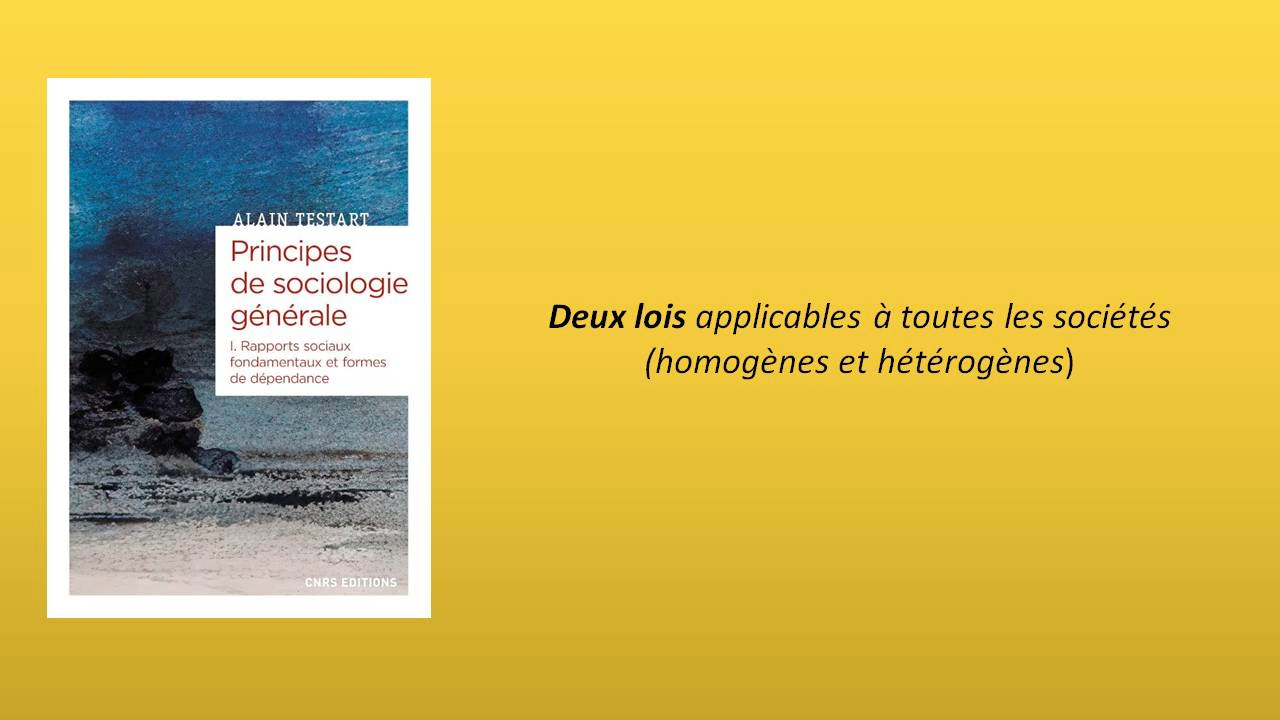 ALAIN TESTART
Principes
de sociologie
générale
I. Rapports sociaux
fondamentaux et formes
de dépendance
CNRS EDITIONS
Deux lois applicables à toutes les sociétés
(homogènes et hétérogènes)